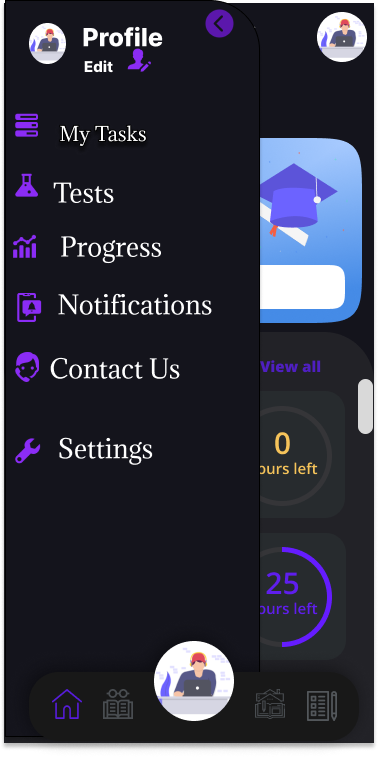 Profile
Edit
My Tasks
Tests
Progress
Notifications
Contact Us
Settings
View all
0
ours left
25
ours left